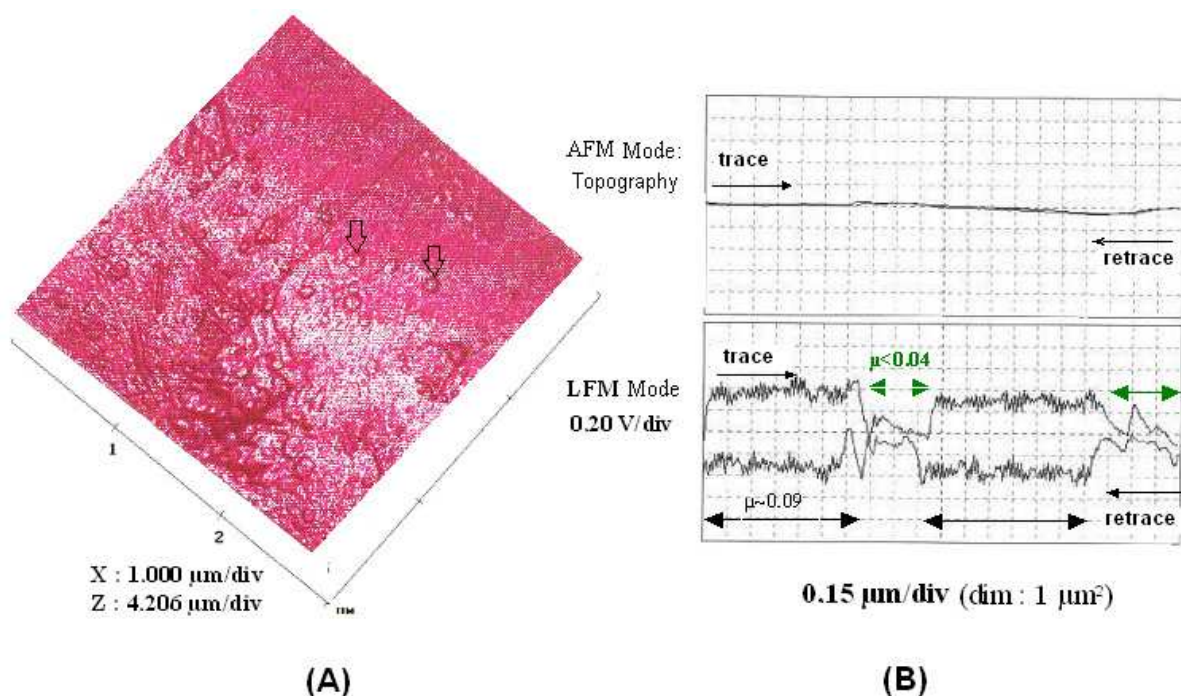 1
2
X : 1.000 µm/div
Z : 4.206 µm/div
(A)
AFM Mode:
Topography
trace
retrace
LFM Mode
0.20 V/div
trace
µ<0.04
µ~0.09
retrace
0.15 µm/div (dim : 1 µm²)
(B)